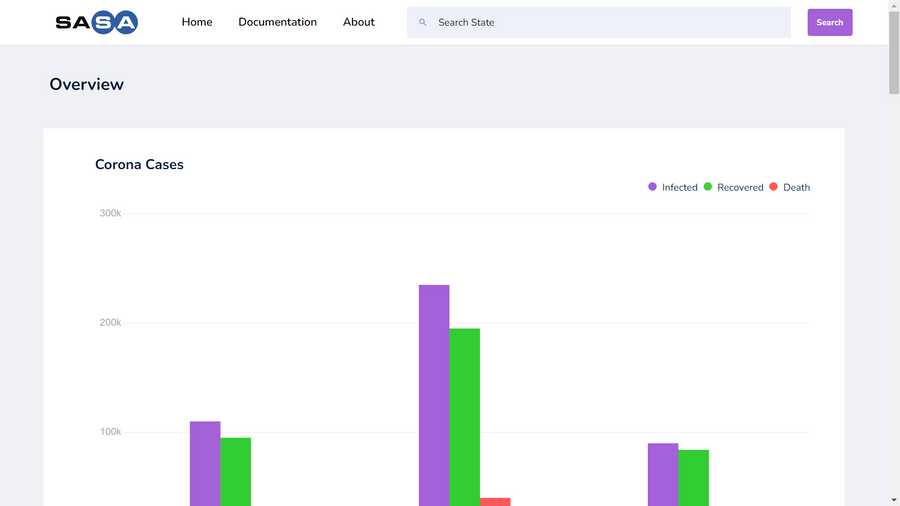 SASA Home Documentation About Search State Search
Overview
Corona Cases
Infected Recovered Death
300k
200k
100k